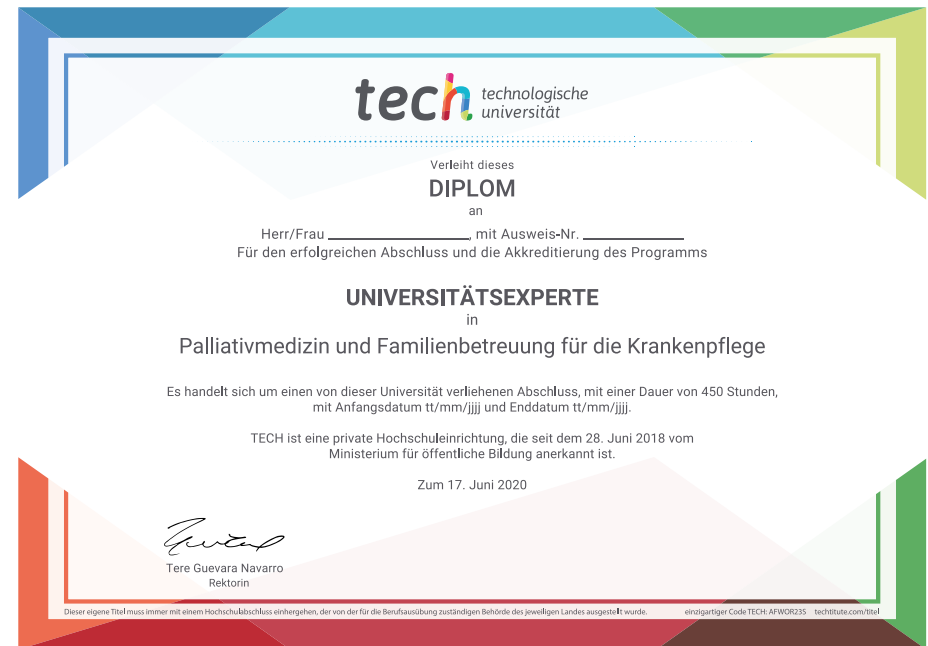 tech technologische
universität
Verleiht dieses
DIPLOM
an
Herr/Frau ____________, mit Ausweis-Nr. ____________
Für den erfolgreichen Abschluss und die Akkreditierung des Programms
UNIVERSITÄTSEXPERTE
in
Palliativmedizin und Familienbetreuung für die Krankenpflege
Es handelt sich um einen von dieser Universität verliehenen Abschluss, mit einer Dauer von 450 Stunden,
mit Anfangsdatum tt/mm/jjjj und Enddatum tt/mm/jjjj.
TECH ist eine private Hochschuleinrichtung, die seit dem 28. Juni 2018 vom
Ministerium für öffentliche Bildung anerkannt ist.
Zum 17. Juni 2020
Tere Guevara Navarro
Rektorin
Dieser eigene Titel muss immer mit einem Hochschulabschluss einhergehen, der von der für die Berufsausübung zuständigen Behörde des jeweiligen Landes ausgestellt wurde. einzigartiger Code TECH: AFWOR23S techtitute.com/titel